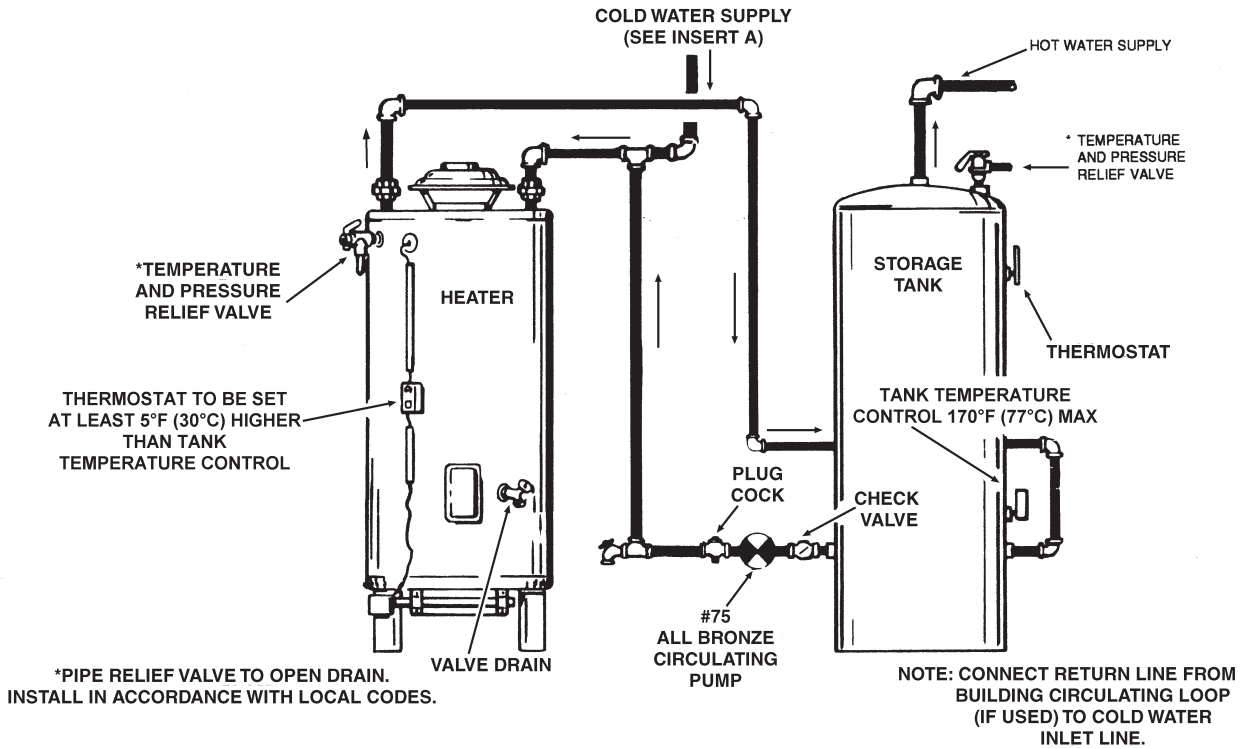 COLD WATER SUPPLY
(SEE INSERT A)
HOT WATER SUPPLY
* TEMPERATURE
AND PRESSURE
RELIEF VALVE
*TEMPERATURE
AND PRESSURE
RELIEF VALVE
HEATER
STORAGE
TANK
THERMOSTAT
THERMOSTAT TO BE SET
AT LEAST 5°F (30°C) HIGHER
THAN TANK
TEMPERATURE CONTROL
TANK TEMPERATURE
CONTROL 170°F (77°C) MAX
PLUG
COCK
CHECK
VALVE
#75
ALL BRONZE
CIRCULATING
PUMP
VALVE DRAIN
*PIPE RELIEF VALVE TO OPEN DRAIN.
INSTALL IN ACCORDANCE WITH LOCAL CODES.
NOTE: CONNECT RETURN LINE FROM
BUILDING CIRCULATING LOOP
(IF USED) TO COLD WATER
INLET LINE.